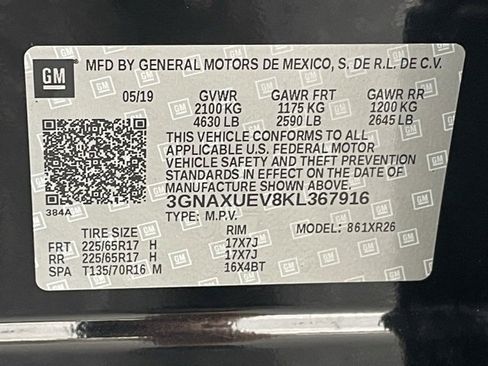 GM MFD BY GENERAL MOTORS DE MEXICO, S. DE R.L. DE C.V.
05/19 GVWR GAWR FRT GAWR RR
2100 KG 1175 KG 1200 KG
4630 LB 2590 LB 2645 LB
THIS VEHICLE CONFORMS TO ALL
APPLICABLE U.S. FEDERAL MOTOR
VEHICLE SAFETY AND THEFT PREVENTION
STANDARDS IN EFFECT ON THE DATE OF
MANUFACTURE SHOWN ABOVE.
384A 3GNAXUEV8KL367916
TYPE: M.P.V. MODEL: 861XR26
TIRE SIZE RIM
FRT 225/65R17 H 17X7J
RR 225/65R17 H 17X7J
SPA T135/70R16 M 16X4BT